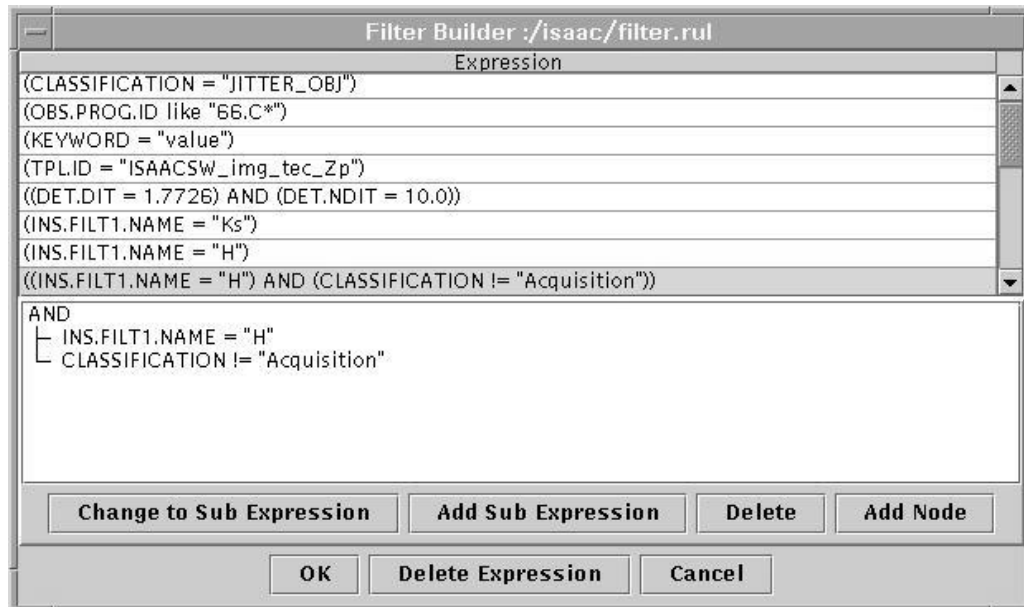 Filter Builder :/isaac/filter.rul
Expression
(CLASSIFICATION = "JITTER_OBJ")
(OBS.PROG.ID like "66.C*")
(KEYWORD = "value")
(TPL.ID = "ISAACSW_img_tec_Zp")
((DET.DIT = 1.7726) AND (DET.NDIT = 10.0))
(INS.FILT1.NAME = "Ks")
(INS.FILT1.NAME = "H")
((INS.FILT1.NAME = "H") AND (CLASSIFICATION != "Acquisition"))
AND
INS.FILT1.NAME = "H"
CLASSIFICATION != "Acquisition"
Change to Sub Expression Add Sub Expression Delete Add Node
OK Delete Expression Cancel